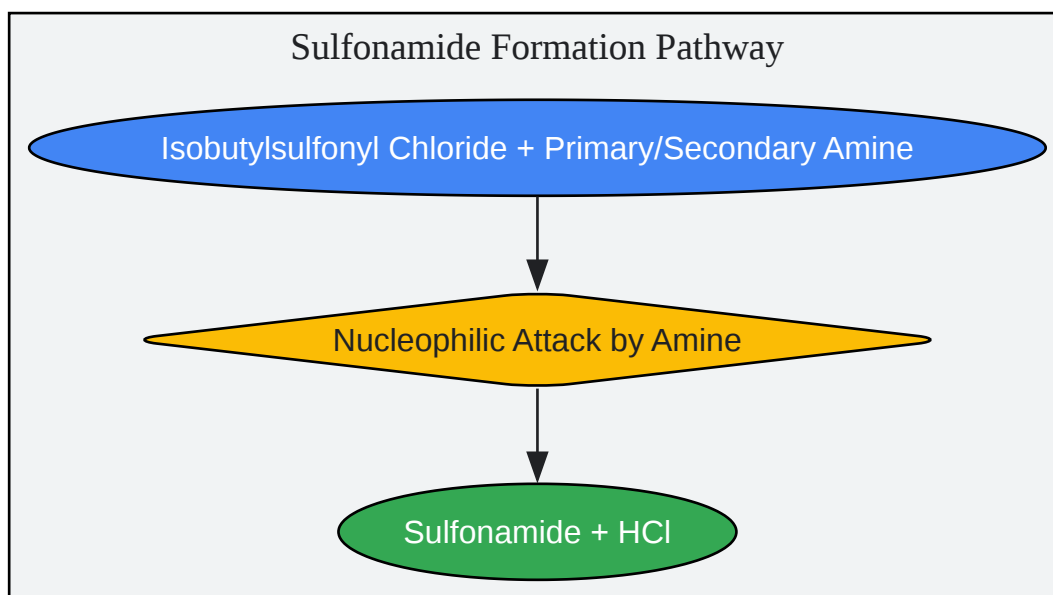 Sulfonamide Formation Pathway
Isobutylsulfonyl Chloride + Primary/Secondary Amine
Nucleophilic Attack by Amine
Sulfonamide + HCl